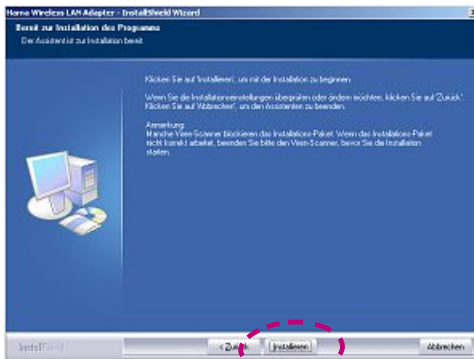 Hama Wireless LAN Adapter - InstallShield Wizard
Bereit zur Installation des Programms
Der Assistent ist zur Installation bereit.
Klicken Sie auf 'Installieren', um mit der Installation zu beginnen.
Wenn Sie die Installationseinstellungen überprüfen oder ändern möchten, klicken Sie auf 'Zurück'.
Klicken Sie auf 'Abbrechen', um den Assistenten zu beenden.
Anmerkung:
Manche Viren-Scanner blockieren das Installations-Paket. Wenn das Installations-Paket
nicht korrekt arbeitet, beenden Sie bitte den Viren-Scanner, bevor Sie die Installation
starten.
InstallShield
< Zurück
Installieren
Abbrechen